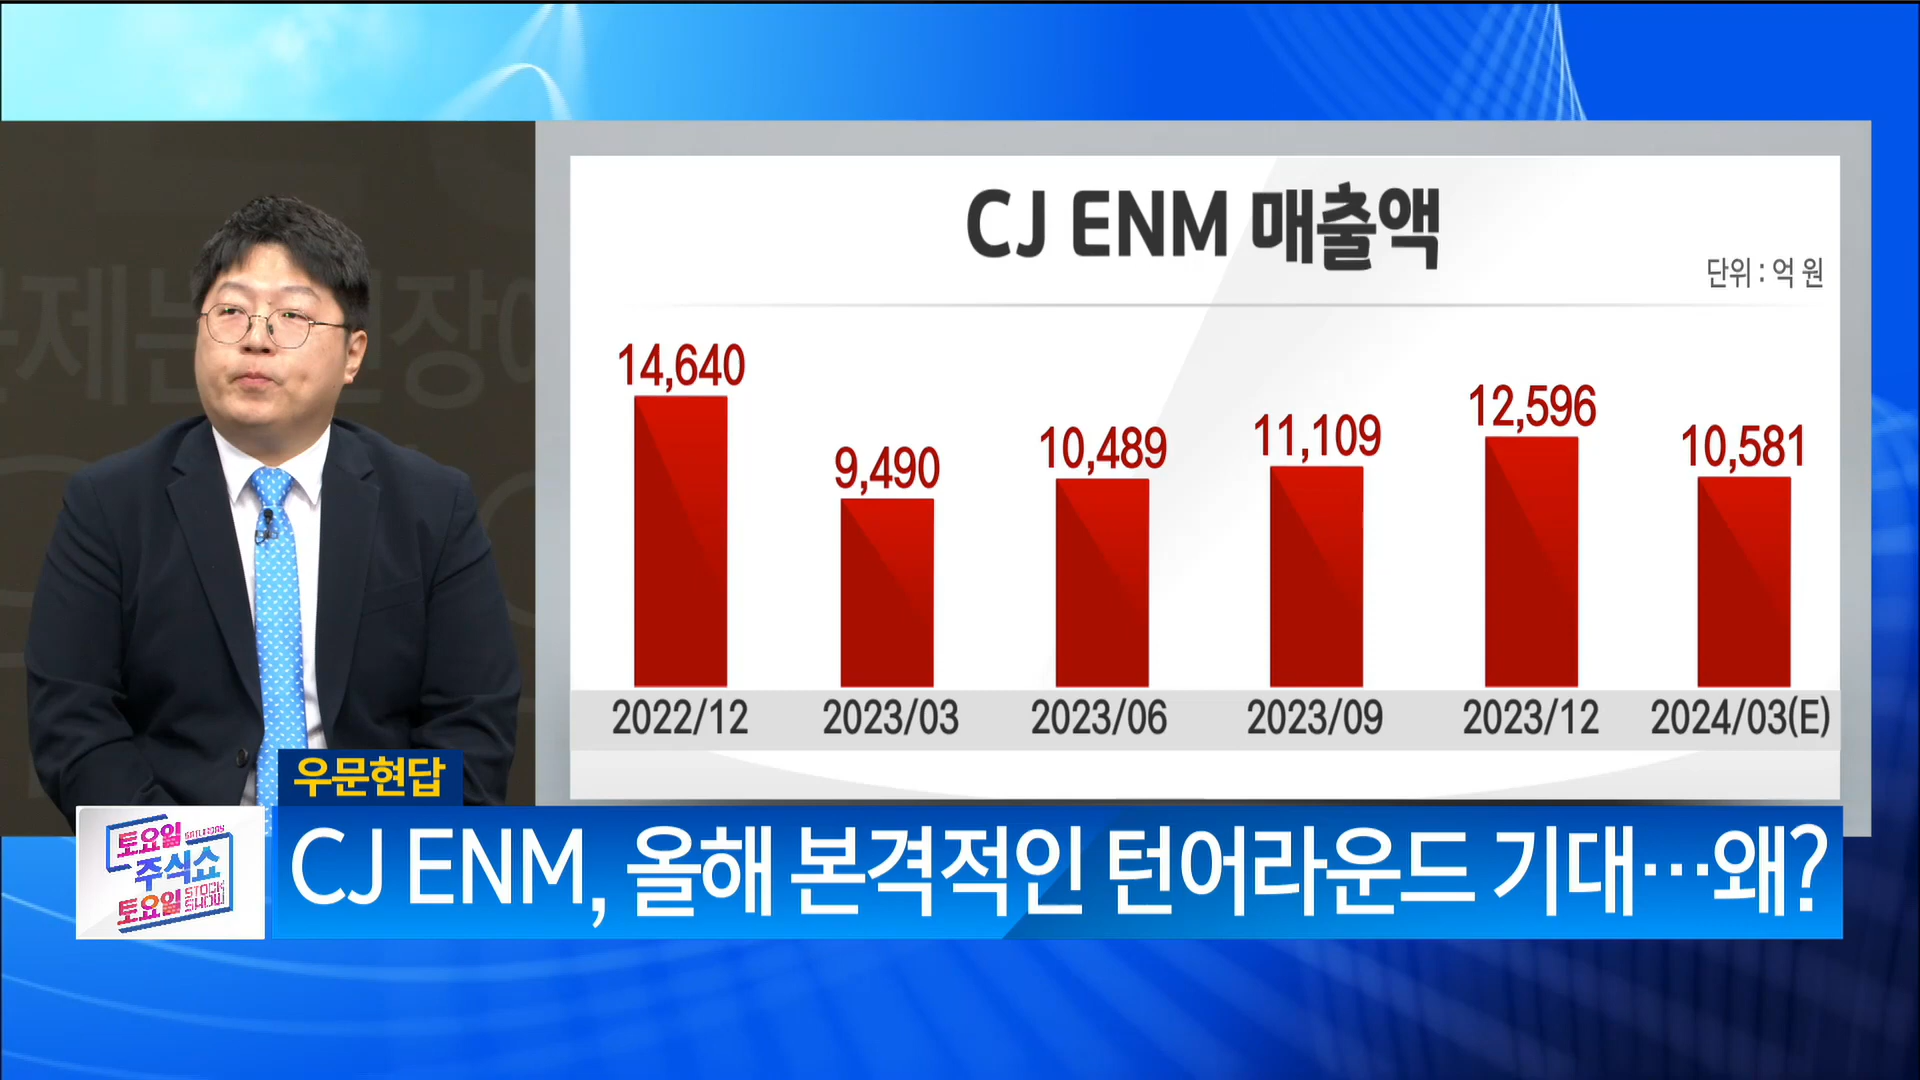 CJ ENM 매출액
단위 : 억 원
14,640
9,490
10,489
11,109
12,596
10,581
2022/12
2023/03
2023/06
2023/09
2023/12
2024/03(E)
우문현답
토요일 SATURDAY
주식쇼
토요일 STOCK SHOW
CJ ENM, 올해 본격적인 턴어라운드 기대…왜?